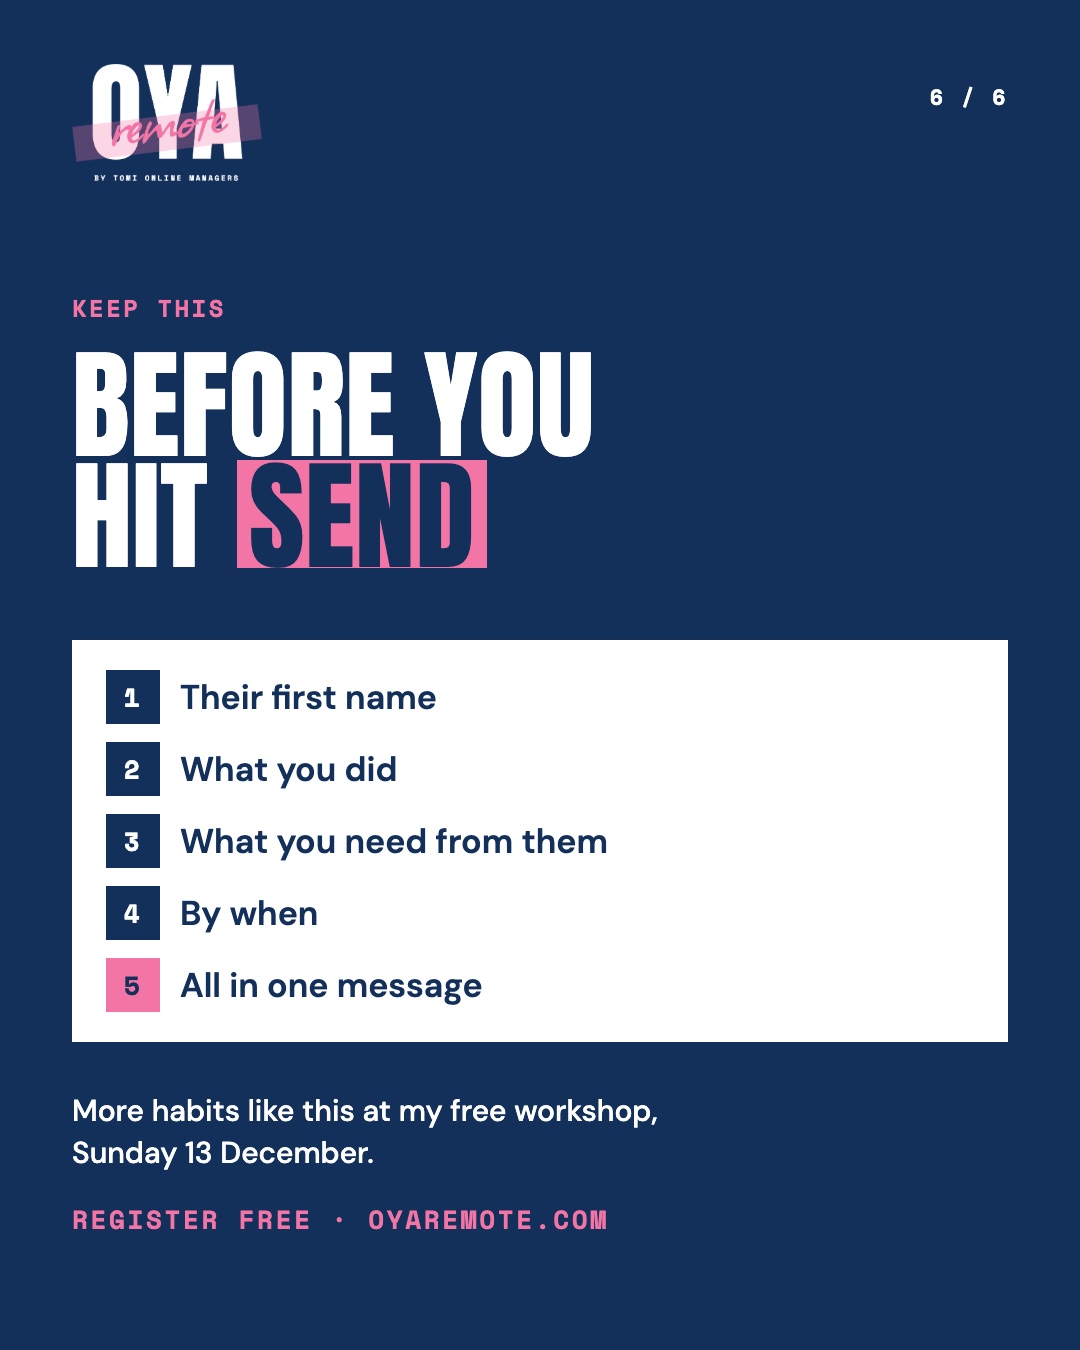 OYA
remote
BY TOMI ONLINE MANAGERS
6 / 6
KEEP THIS
BEFORE YOU
HIT SEND
1 Their first name
2 What you did
3 What you need from them
4 By when
5 All in one message
More habits like this at my free workshop,
Sunday 13 December.
REGISTER FREE · OYAREMOTE.COM